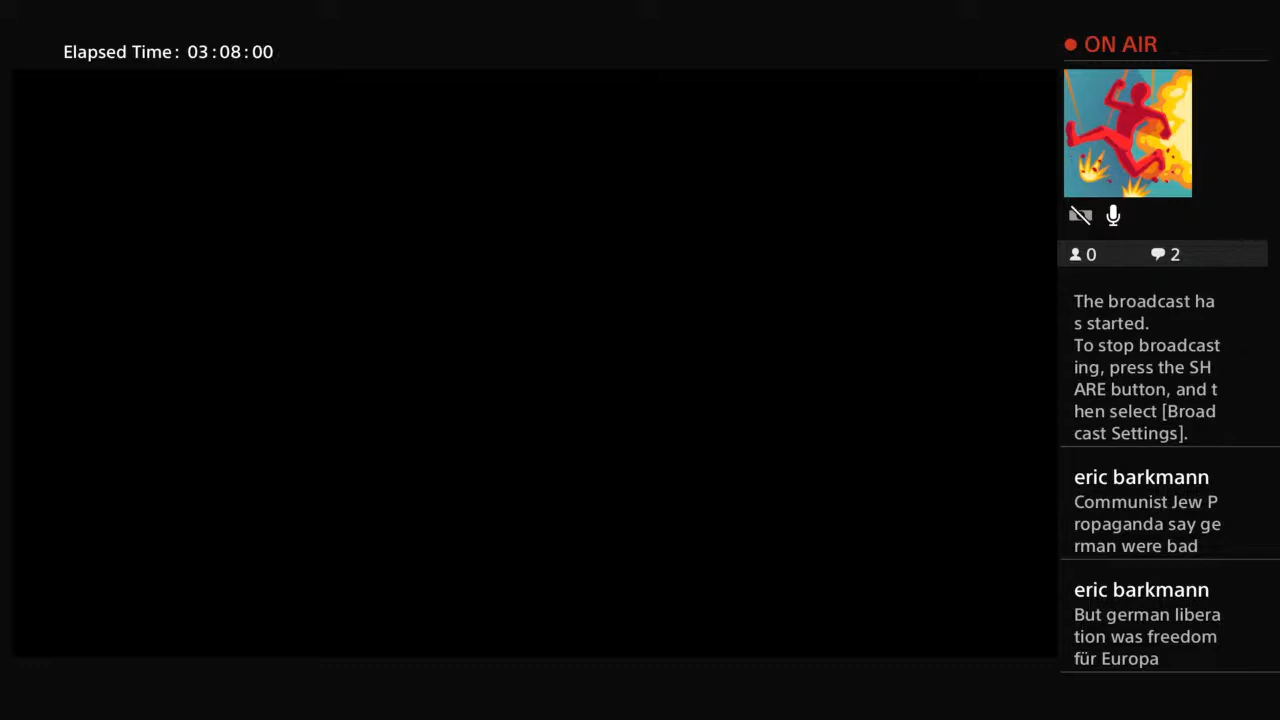 Elapsed Time: 03:08:00
ON AIR
0
2
The broadcast ha
s started.
To stop broadcast
ing, press the SH
ARE button, and t
hen select [Broad
cast Settings].
eric barkmann
Communist Jew P
ropaganda say ge
rman were bad
eric barkmann
But german libera
tion was freedom
für Europa